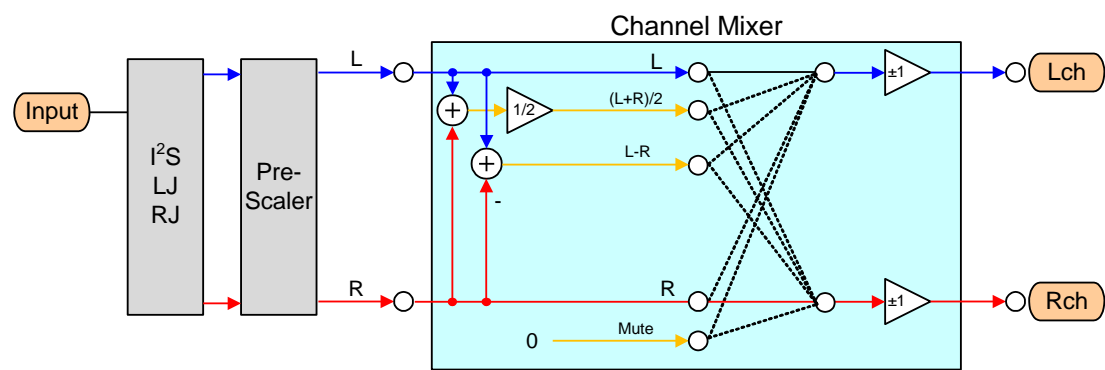 Channel Mixer
Input
I²S
LJ
RJ
Pre-
Scaler
L
R
+
+
-
1/2
L
(L+R)/2
L-R
R
0
Mute
±1
±1
Lch
Rch